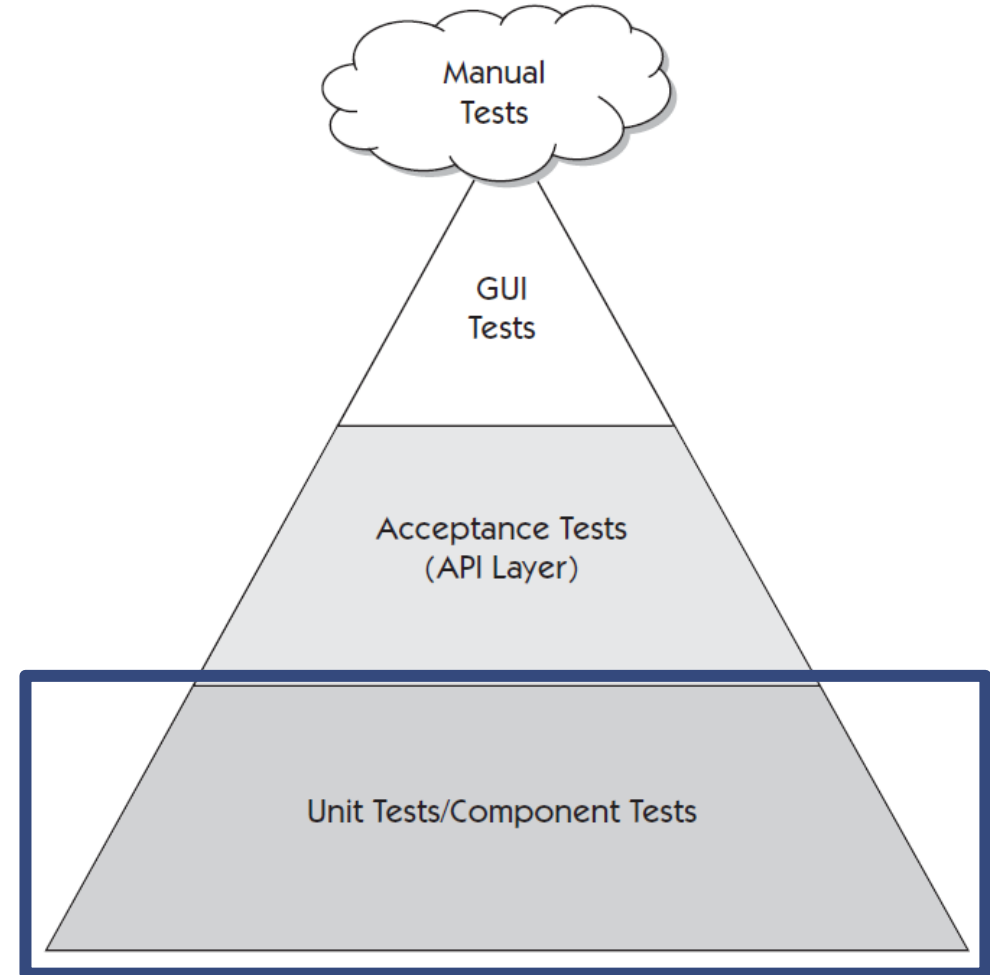 Manual
Tests
GUI
Tests
Acceptance Tests
(API Layer)
Unit Tests/Component Tests